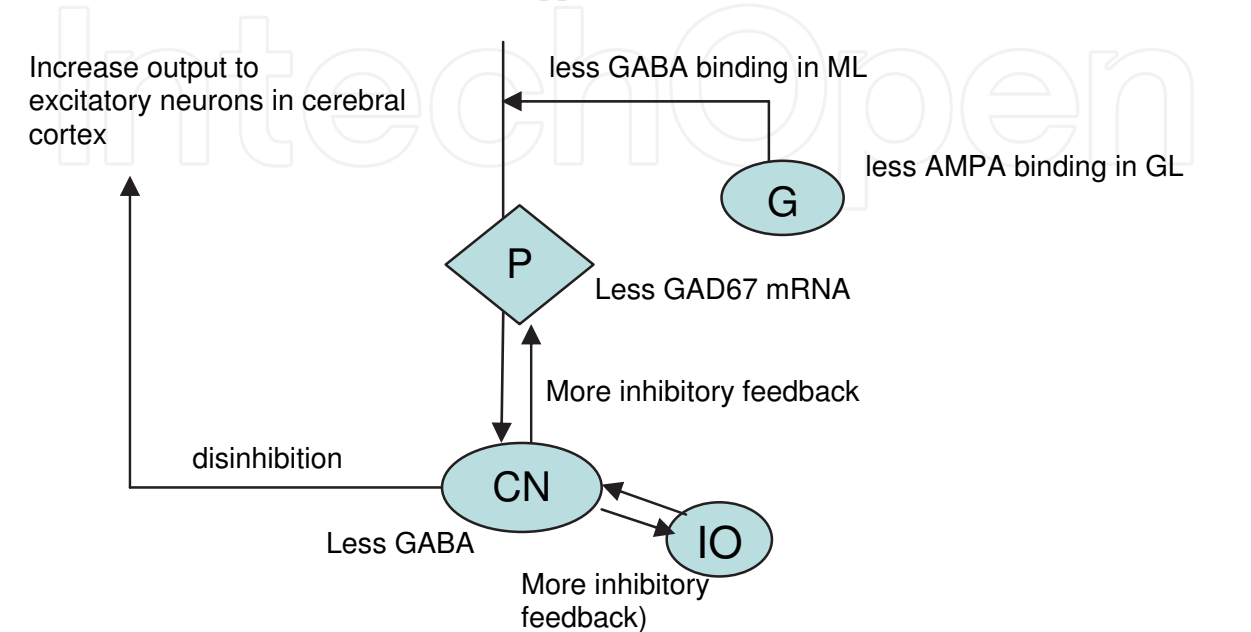 IntechOpen
Increase output to
excitatory neurons in cerebral
cortex
less GABA binding in ML
less AMPA binding in GL
G
P
Less GAD67 mRNA
More inhibitory feedback
disinhibition
CN
Less GABA
IO
More inhibitory
feedback)